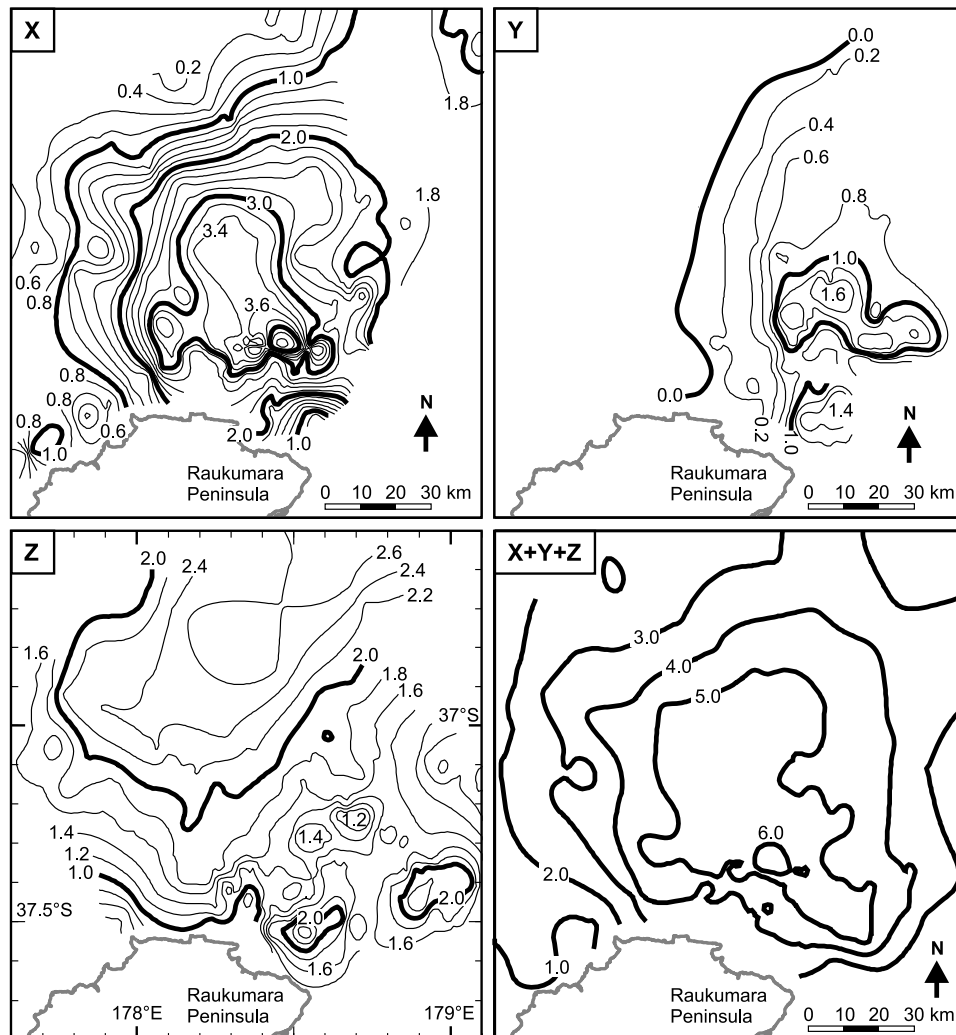 X
0.2
0.4
1.0
1.8
2.0
1.8
3.0
3.4
0.6
0.8
3.6
0.8
0.8
0.8
0.6
1.0
2.0
1.0
N
Raukumara
Peninsula
0 10 20 30 km
Y
0.0
0.2
0.4
0.6
0.8
1.0
1.6
0.0
0.2
1.0
1.4
N
Raukumara
Peninsula
0 10 20 30 km
Z
2.0
2.4
2.6
2.4
2.2
1.6
2.0
1.8
1.6
37°S
1.2
1.4
1.4
1.2
1.0
2.0
37.5°S
2.0
1.6
1.6
178°E
Raukumara
Peninsula
179°E
X+Y+Z
3.0
4.0
5.0
6.0
2.0
1.0
N
Raukumara
Peninsula
0 10 20 30 km